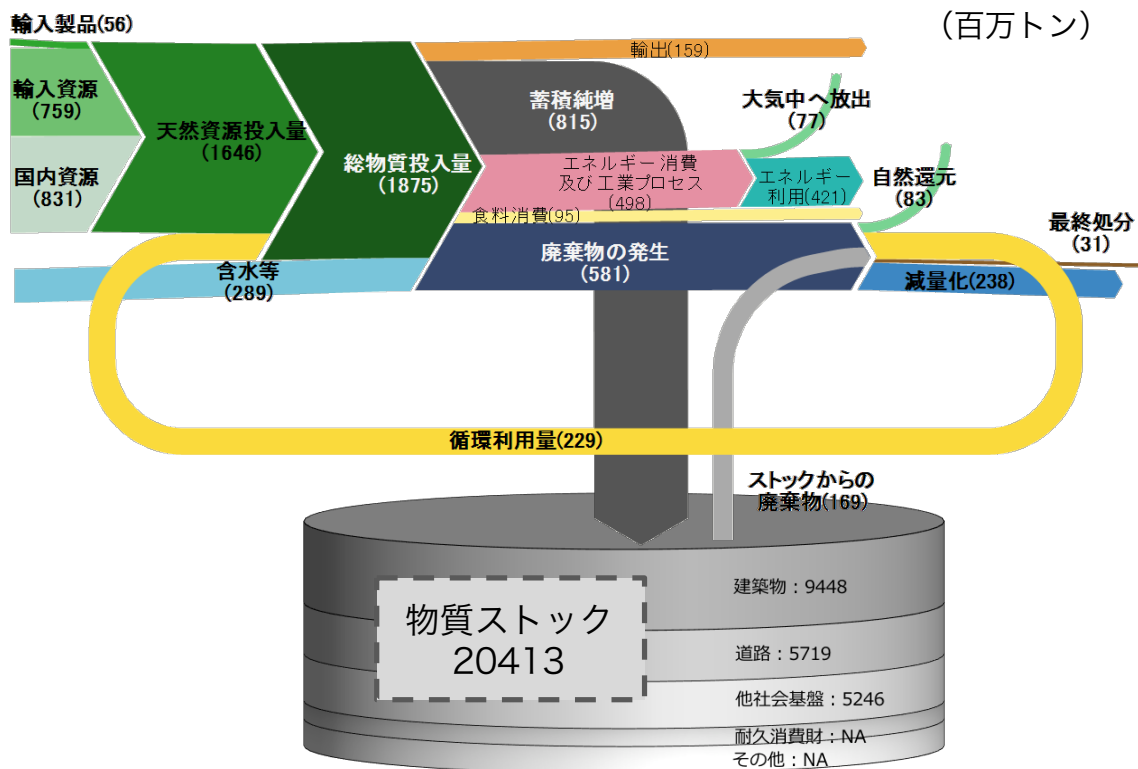 輸入製品(56)
（百万トン）
輸出(159)
輸入資源
(759)
蓄積純増
(815)
大気中へ放出
(77)
天然資源投入量
(1646)
総物質投入量
(1875)
エネルギー消費
及び工業プロセス
(498)
国内資源
(831)
エネルギー
利用(421)
自然還元
(83)
食料消費(95)
最終処分
(31)
廃棄物の発生
(581)
含水等
(289)
減量化(238)
循環利用量(229)
ストックからの
廃棄物(169)
物質ストック
20413
建築物：9448
道路：5719
他社会基盤：5246
耐久消費財：NA
その他：NA